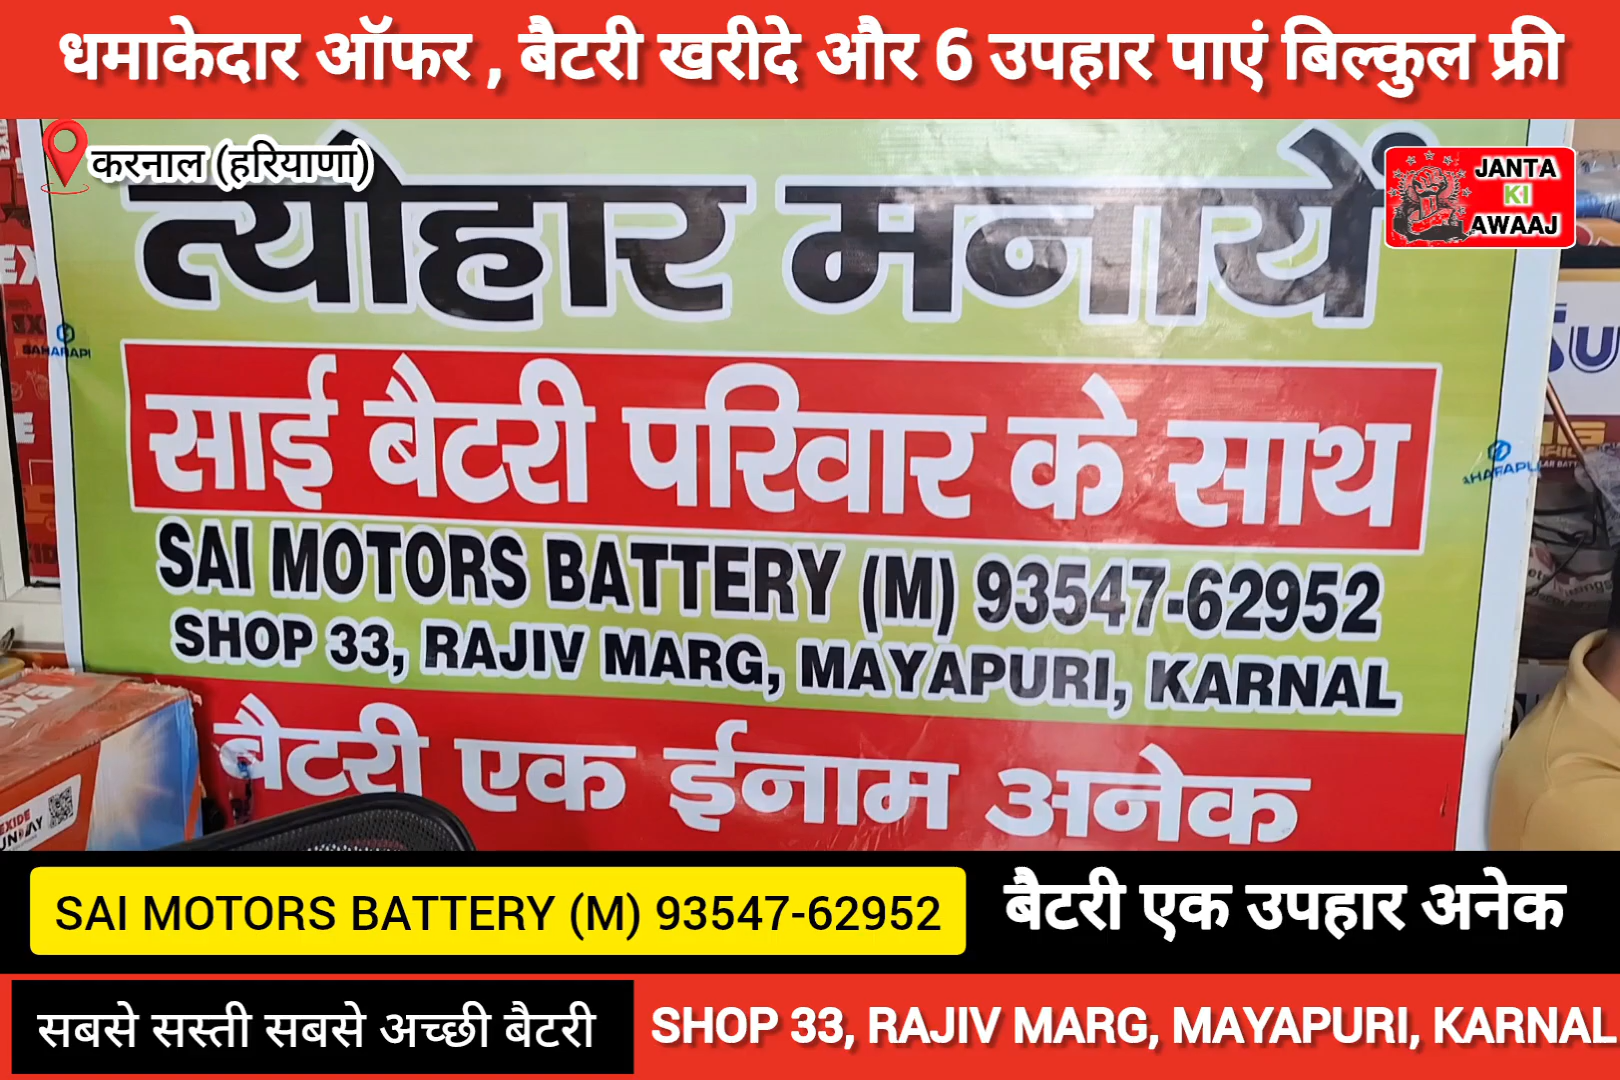 धमाकेदार ऑफर , बैटरी खरीदे और 6 उपहार पाएं बिल्कुल फ्री
करनाल (हरियाणा)
JANTA
KI
AWAAJ
त्यौहार मनायें
साई बैटरी परिवार के साथ
SAI MOTORS BATTERY (M) 93547-62952
SHOP 33, RAJIV MARG, MAYAPURI, KARNAL
बैटरी एक ईनाम अनेक
EXIDE
SUNDAY
SAI MOTORS BATTERY (M) 93547-62952
बैटरी एक उपहार अनेक
सबसे सस्ती सबसे अच्छी बैटरी
SHOP 33, RAJIV MARG, MAYAPURI, KARNAL